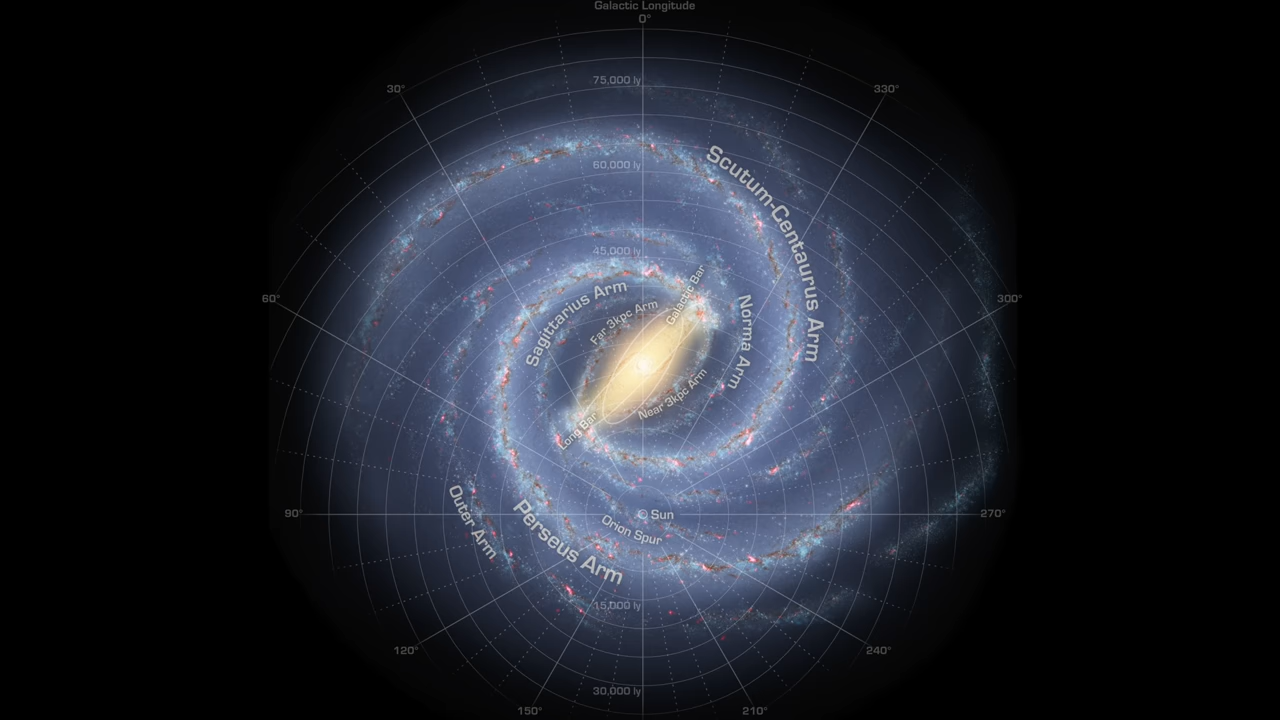 Galactic Longitude
0°
75,000 ly
30°
330°
Scutum-Centaurus Arm
60,000 ly
45,000 ly
Galactic Bar
Sagittarius Arm
Far 3kpc Arm
Norma Arm
60°
300°
Near 3kpc Arm
Long Bar
Outer Arm
Perseus Arm
Orion Spur
Sun
90°
270°
15,000 ly
120°
240°
30,000 ly
150°
210°